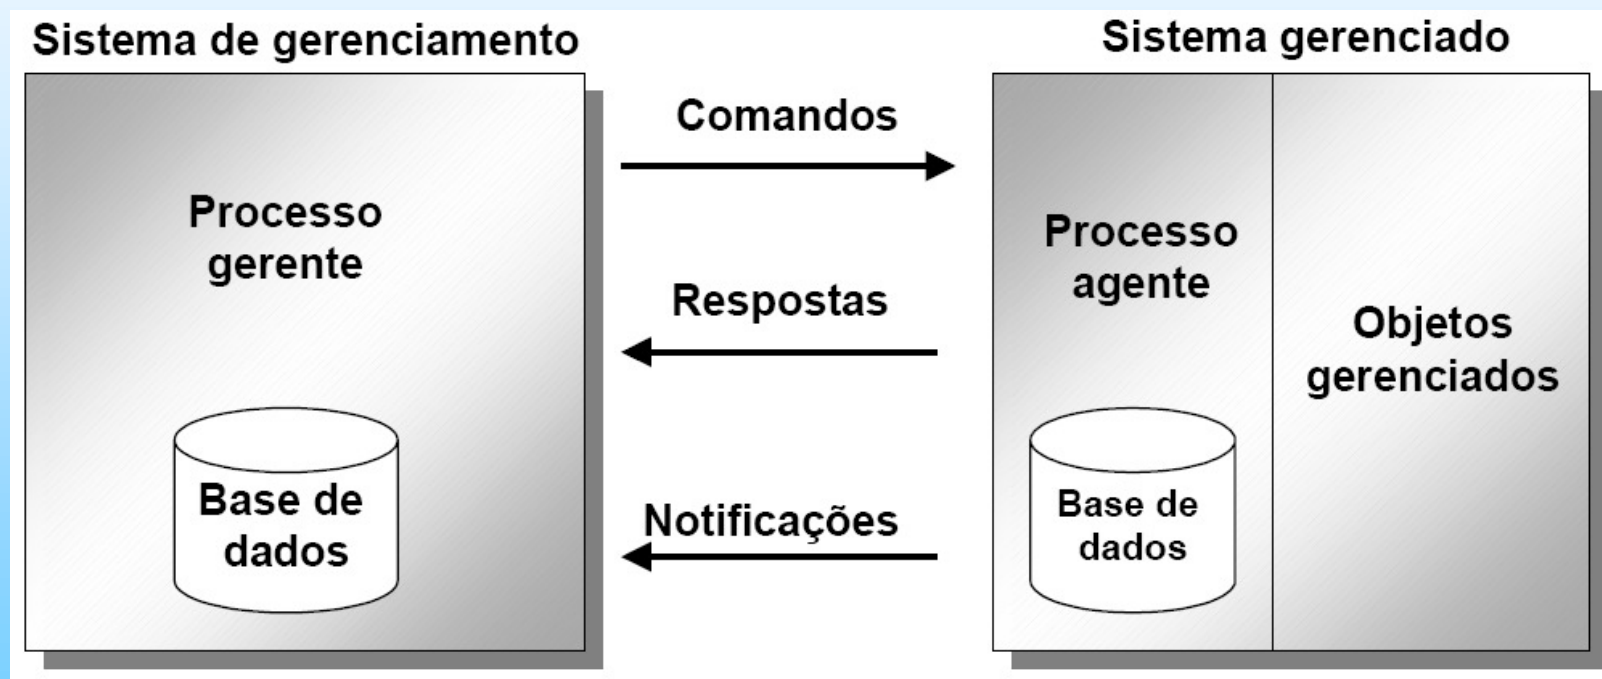 Sistema de gerenciamento
Sistema gerenciado
Processo
gerente
Base de
dados
Comandos
Respostas
Notificações
Processo
agente
Base de
dados
Objetos
gerenciados